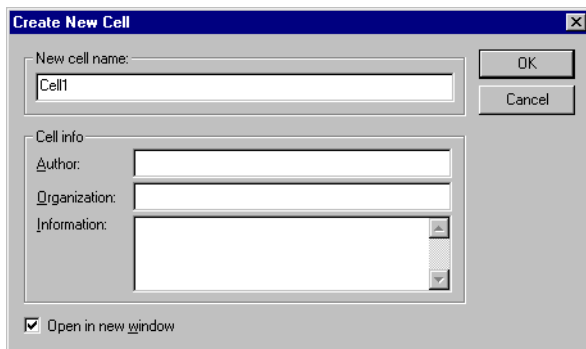 Create New Cell
New cell name:
Cell1
OK
Cancel
Cell info
Author:
Organization:
Information:
Open in new window